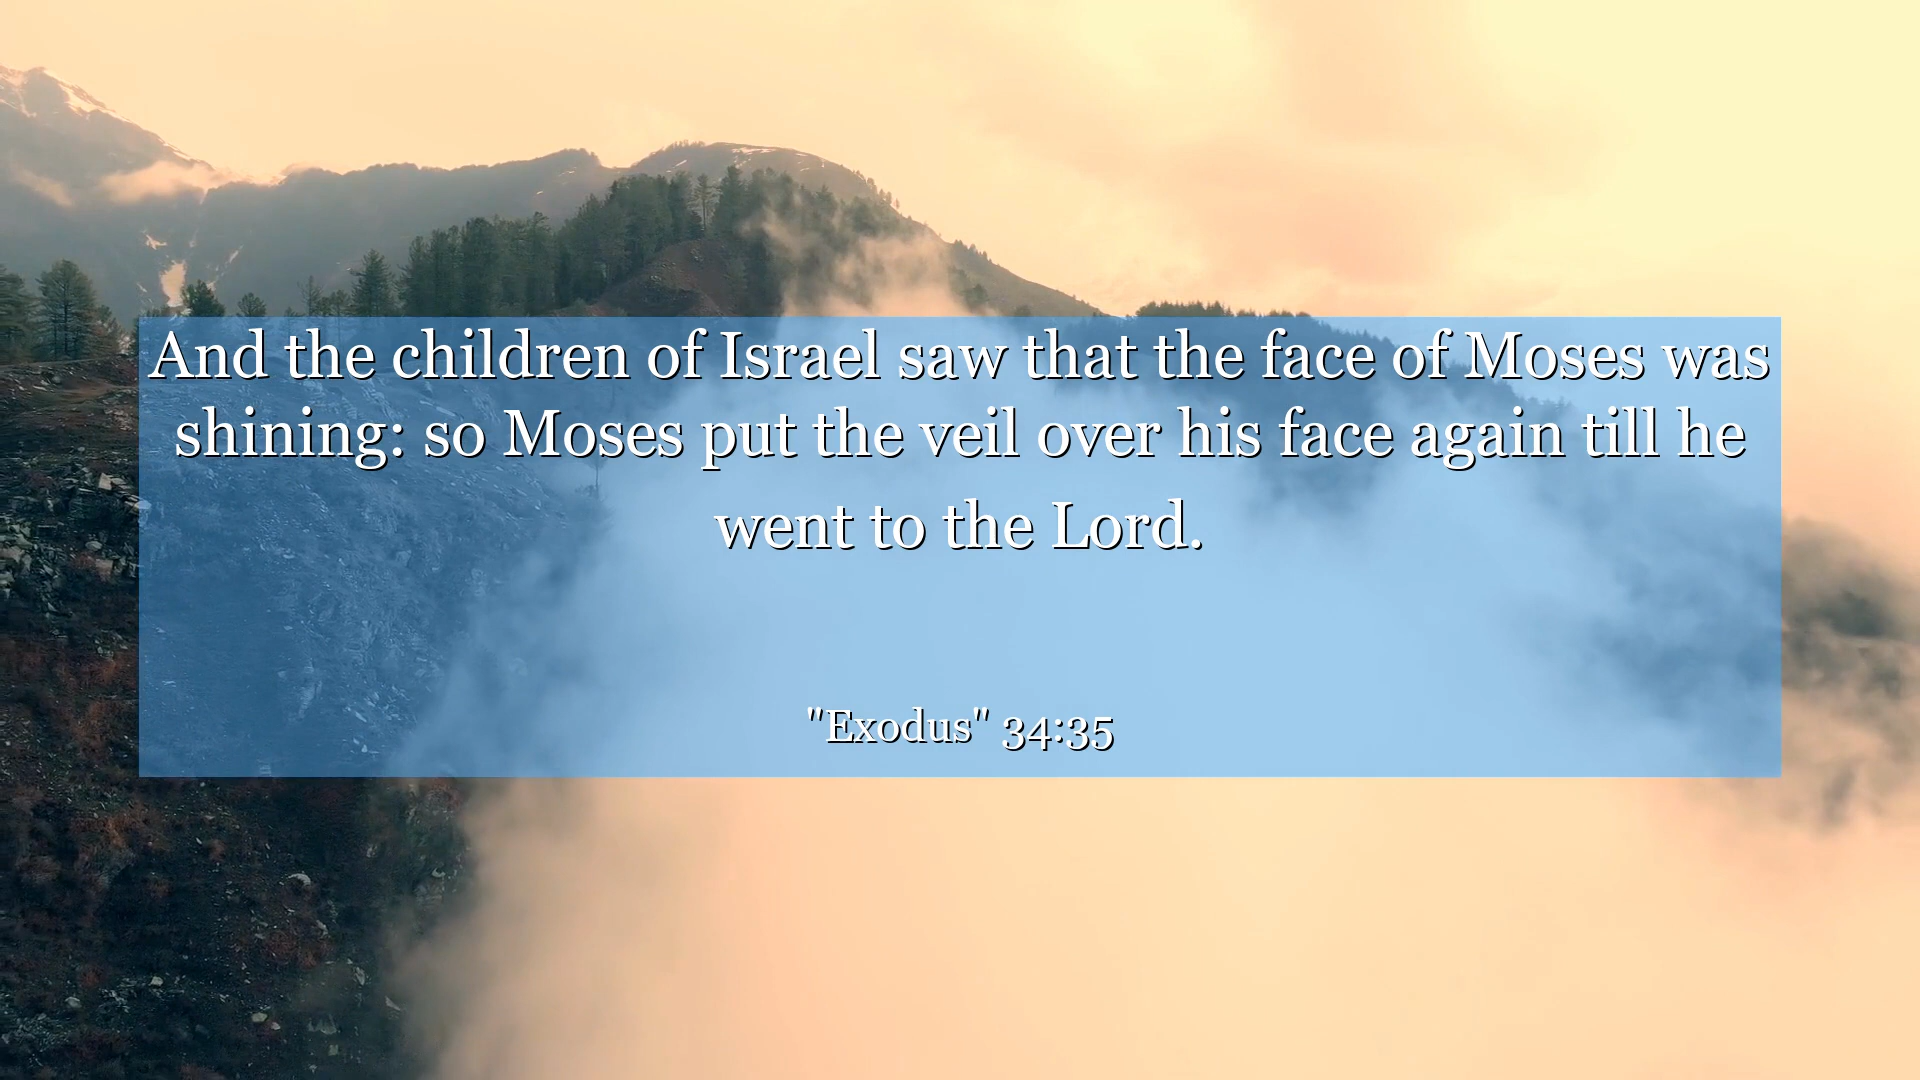 And the children of Israel saw that the face of Moses was
shining: so Moses put the veil over his face again till he
went to the Lord.
"Exodus" 34:35